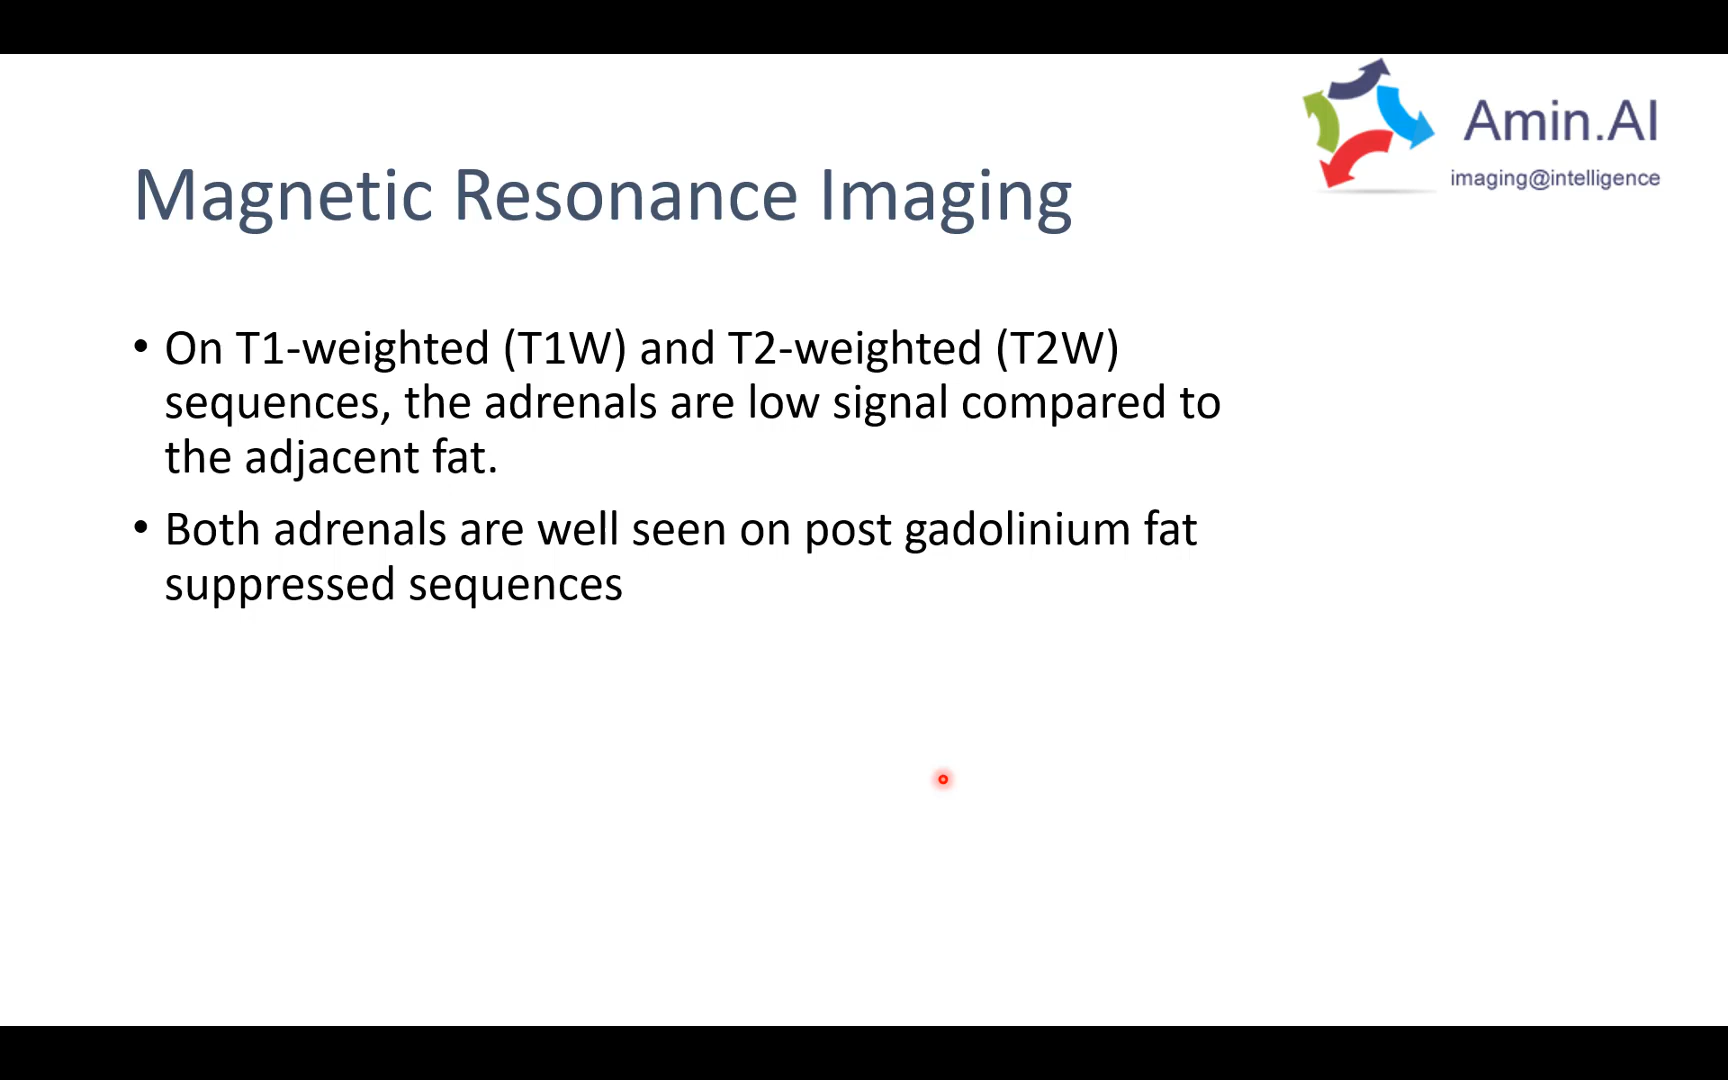 Amin.AI
imaging@intelligence
Magnetic Resonance Imaging
• On T1-weighted (T1W) and T2-weighted (T2W)
sequences, the adrenals are low signal compared to
the adjacent fat.
• Both adrenals are well seen on post gadolinium fat
suppressed sequences